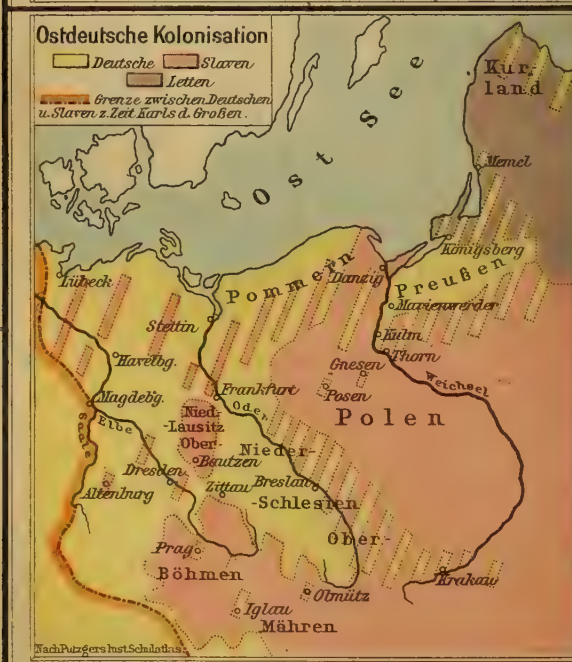 Ostdeutsche Kolonisation
Deutsche
Slaven
Letten
Grenze zwischen Deutschen
u. Slaven z. Zeit Karls d. Großen.
Kur-
land
Ost See
Memel
Königsberg
Preußen
Danzig
Marienwerder
Pommern
Lübeck
Stettin
Kulm
Thorn
Gnesen
Posen
Weichsel
Havelbg.
Magdebg.
Frankfurt
Oder
Polen
Nied.-
-Lausitz
Ober-
Bautzen
Elbe
Saale
Nieder-
Dresden
Zittau
Breslau
Altenburg
-Schlesien
Ober-
Prag
Böhmen
Krakau
Olmütz
Iglau
Mähren
Nach Putzgers hist. Schulatlas.